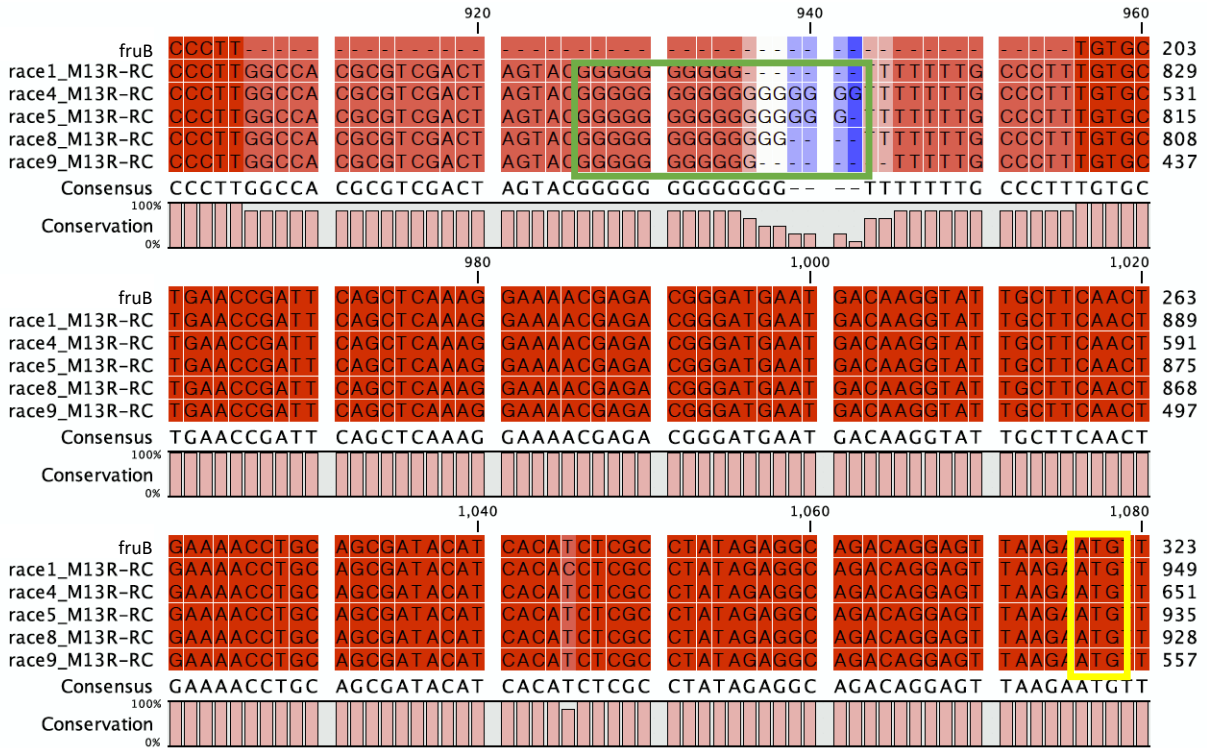 920 940 960
fruB CCCTT----- ---------- ---------- ---------- ---------- -----TGTGC 203
race1_M13R-RC CCCTTGGCCA CGCGTCGACT AGTACGGGGG GGGGG----- --TTTTTTTG CCCTTTGTGC 829
race4_M13R-RC CCCTTGGCCA CGCGTCGACT AGTACGGGGG GGGGGGGGGG GGTTTTTTTG CCCTTTGTGC 531
race5_M13R-RC CCCTTGGCCA CGCGTCGACT AGTACGGGGG GGGGGGGGGG G-TTTTTTTG CCCTTTGTGC 815
race8_M13R-RC CCCTTGGCCA CGCGTCGACT AGTACGGGGG GGGGGGGG-- --TTTTTTTG CCCTTTGTGC 808
race9_M13R-RC CCCTTGGCCA CGCGTCGACT AGTACGGGGG GGGGGG---- ----TTTTTG CCCTTTGTGC 437
Consensus CCCTTGGCCA CGCGTCGACT AGTACGGGGG GGGGGGGG-- --TTTTTTTG CCCTTTGTGC
100%
Conservation
0%
980 1,000 1,020
fruB TGAACCGATT CAGCTCAAAG GAAAACGAGA CGGGATGAAT GACAAGGTAT TGCTTCAACT 263
race1_M13R-RC TGAACCGATT CAGCTCAAAG GAAAACGAGA CGGGATGAAT GACAAGGTAT TGCTTCAACT 889
race4_M13R-RC TGAACCGATT CAGCTCAAAG GAAAACGAGA CGGGATGAAT GACAAGGTAT TGCTTCAACT 591
race5_M13R-RC TGAACCGATT CAGCTCAAAG GAAAACGAGA CGGGATGAAT GACAAGGTAT TGCTTCAACT 875
race8_M13R-RC TGAACCGATT CAGCTCAAAG GAAAACGAGA CGGGATGAAT GACAAGGTAT TGCTTCAACT 868
race9_M13R-RC TGAACCGATT CAGCTCAAAG GAAAACGAGA CGGGATGAAT GACAAGGTAT TGCTTCAACT 497
Consensus TGAACCGATT CAGCTCAAAG GAAAACGAGA CGGGATGAAT GACAAGGTAT TGCTTCAACT
100%
Conservation
0%
1,040 1,060 1,080
fruB GAAAACCTGC AGCGATACAT CACATCTCGC CTATAGAGGC AGACAGGAGT TAAGAATGTT 323
race1_M13R-RC GAAAACCTGC AGCGATACAT CACACCTCGC CTATAGAGGC AGACAGGAGT TAAGAATGTT 949
race4_M13R-RC GAAAACCTGC AGCGATACAT CACATCTCGC CTATAGAGGC AGACAGGAGT TAAGAATGTT 651
race5_M13R-RC GAAAACCTGC AGCGATACAT CACATCTCGC CTATAGAGGC AGACAGGAGT TAAGAATGTT 935
race8_M13R-RC GAAAACCTGC AGCGATACAT CACATCTCGC CTATAGAGGC AGACAGGAGT TAAGAATGTT 928
race9_M13R-RC GAAAACCTGC AGCGATACAT CACATCTCGC CTATAGAGGC AGACAGGAGT TAAGAATGTT 557
Consensus GAAAACCTGC AGCGATACAT CACATCTCGC CTATAGAGGC AGACAGGAGT TAAGAATGTT
100%
Conservation
0%